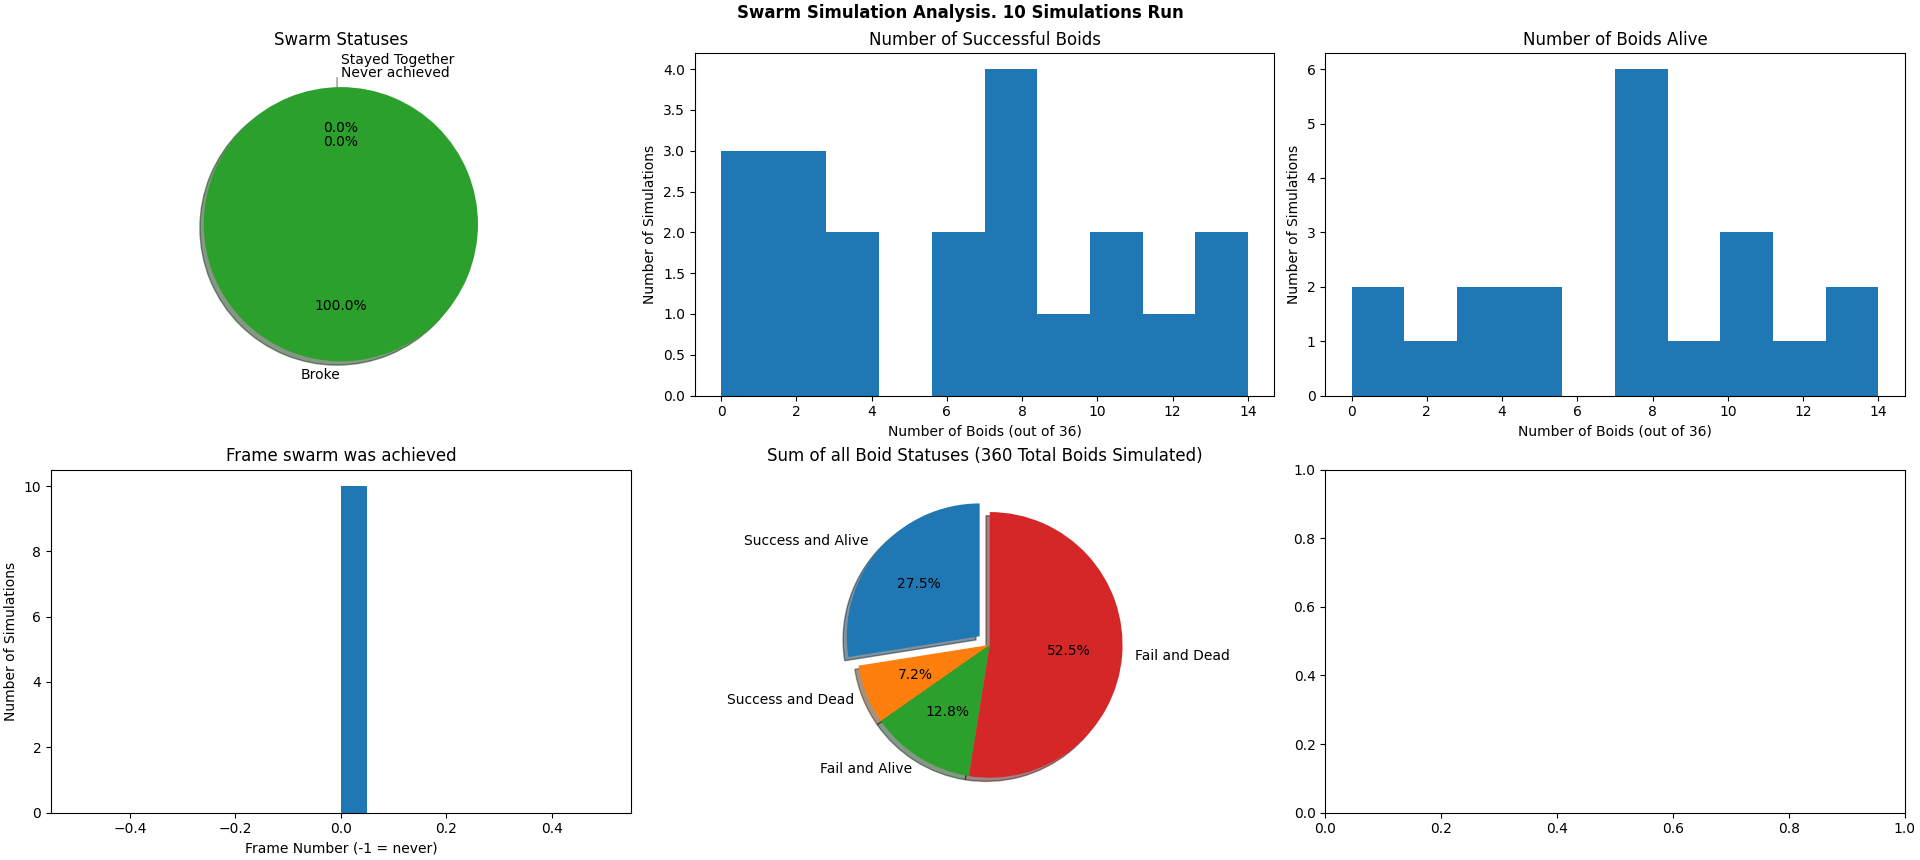 Swarm Simulation Analysis. 10 Simulations Run
Swarm Statuses
Stayed Together
Never achieved
0.0%
0.0%
100.0%
Broke
Number of Successful Boids
Number of Simulations
4.0
3.5
3.0
2.5
2.0
1.5
1.0
0.5
0.0
0 2 4 6 8 10 12 14
Number of Boids (out of 36)
Number of Boids Alive
Number of Simulations
6
5
4
3
2
1
0
0 2 4 6 8 10 12 14
Number of Boids (out of 36)
Frame swarm was achieved
Number of Simulations
10
8
6
4
2
0
−0.4 −0.2 0.0 0.2 0.4
Frame Number (-1 = never)
Sum of all Boid Statuses (360 Total Boids Simulated)
Success and Alive
27.5%
52.5%
Fail and Dead
7.2%
Success and Dead
12.8%
Fail and Alive
1.0
0.8
0.6
0.4
0.2
0.0
0.0 0.2 0.4 0.6 0.8 1.0